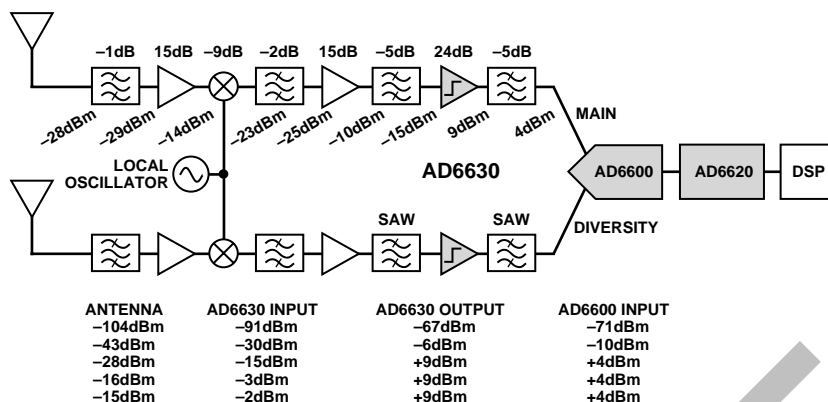 –1dB 15dB –9dB –2dB 15dB –5dB 24dB –5dB
–28dBm –29dBm –14dBm –23dBm –25dBm –10dBm –15dBm 9dBm 4dBm
MAIN
LOCAL
OSCILLATOR
AD6630
AD6600
AD6620
DSP
SAW SAW
DIVERSITY
ANTENNA AD6630 INPUT AD6630 OUTPUT AD6600 INPUT
–104dBm –91dBm –67dBm –71dBm
–43dBm –30dBm –6dBm –10dBm
–28dBm –15dBm +9dBm +4dBm
–16dBm –3dBm +9dBm +4dBm
–15dBm –2dBm +9dBm +4dBm